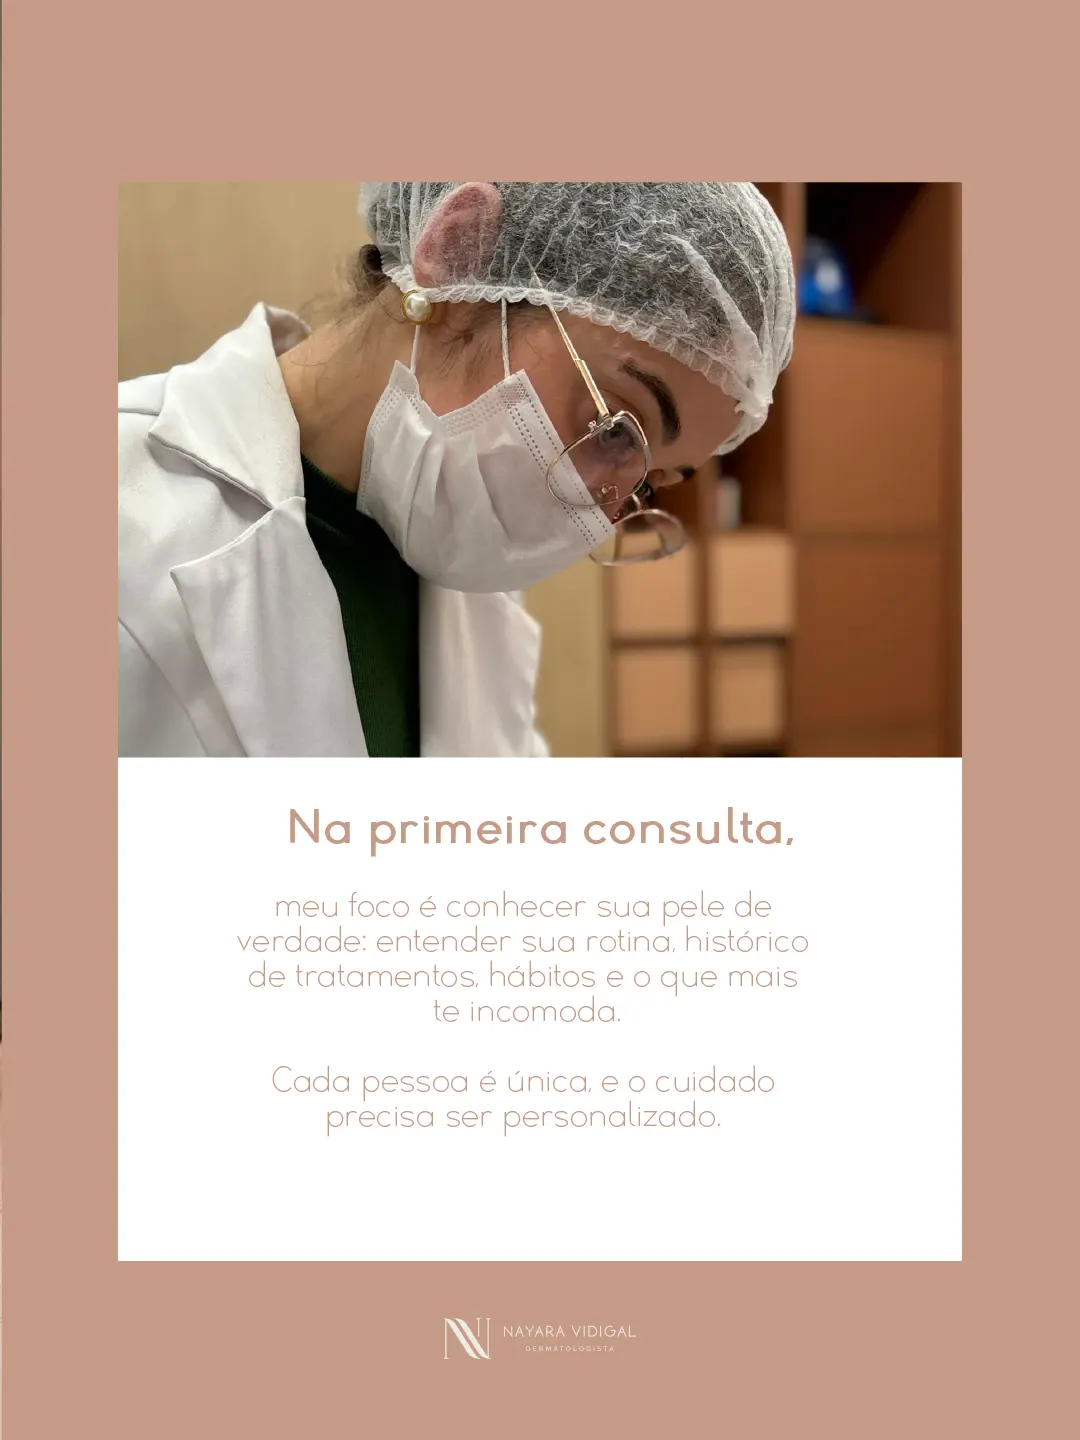 Na primeira consulta,
meu foco é conhecer sua pele de
verdade: entender sua rotina, histórico
de tratamentos, hábitos e o que mais
te incomoda.
Cada pessoa é única, e o cuidado
precisa ser personalizado.
NAYARA VIDIGAL
DERMATOLOGISTA